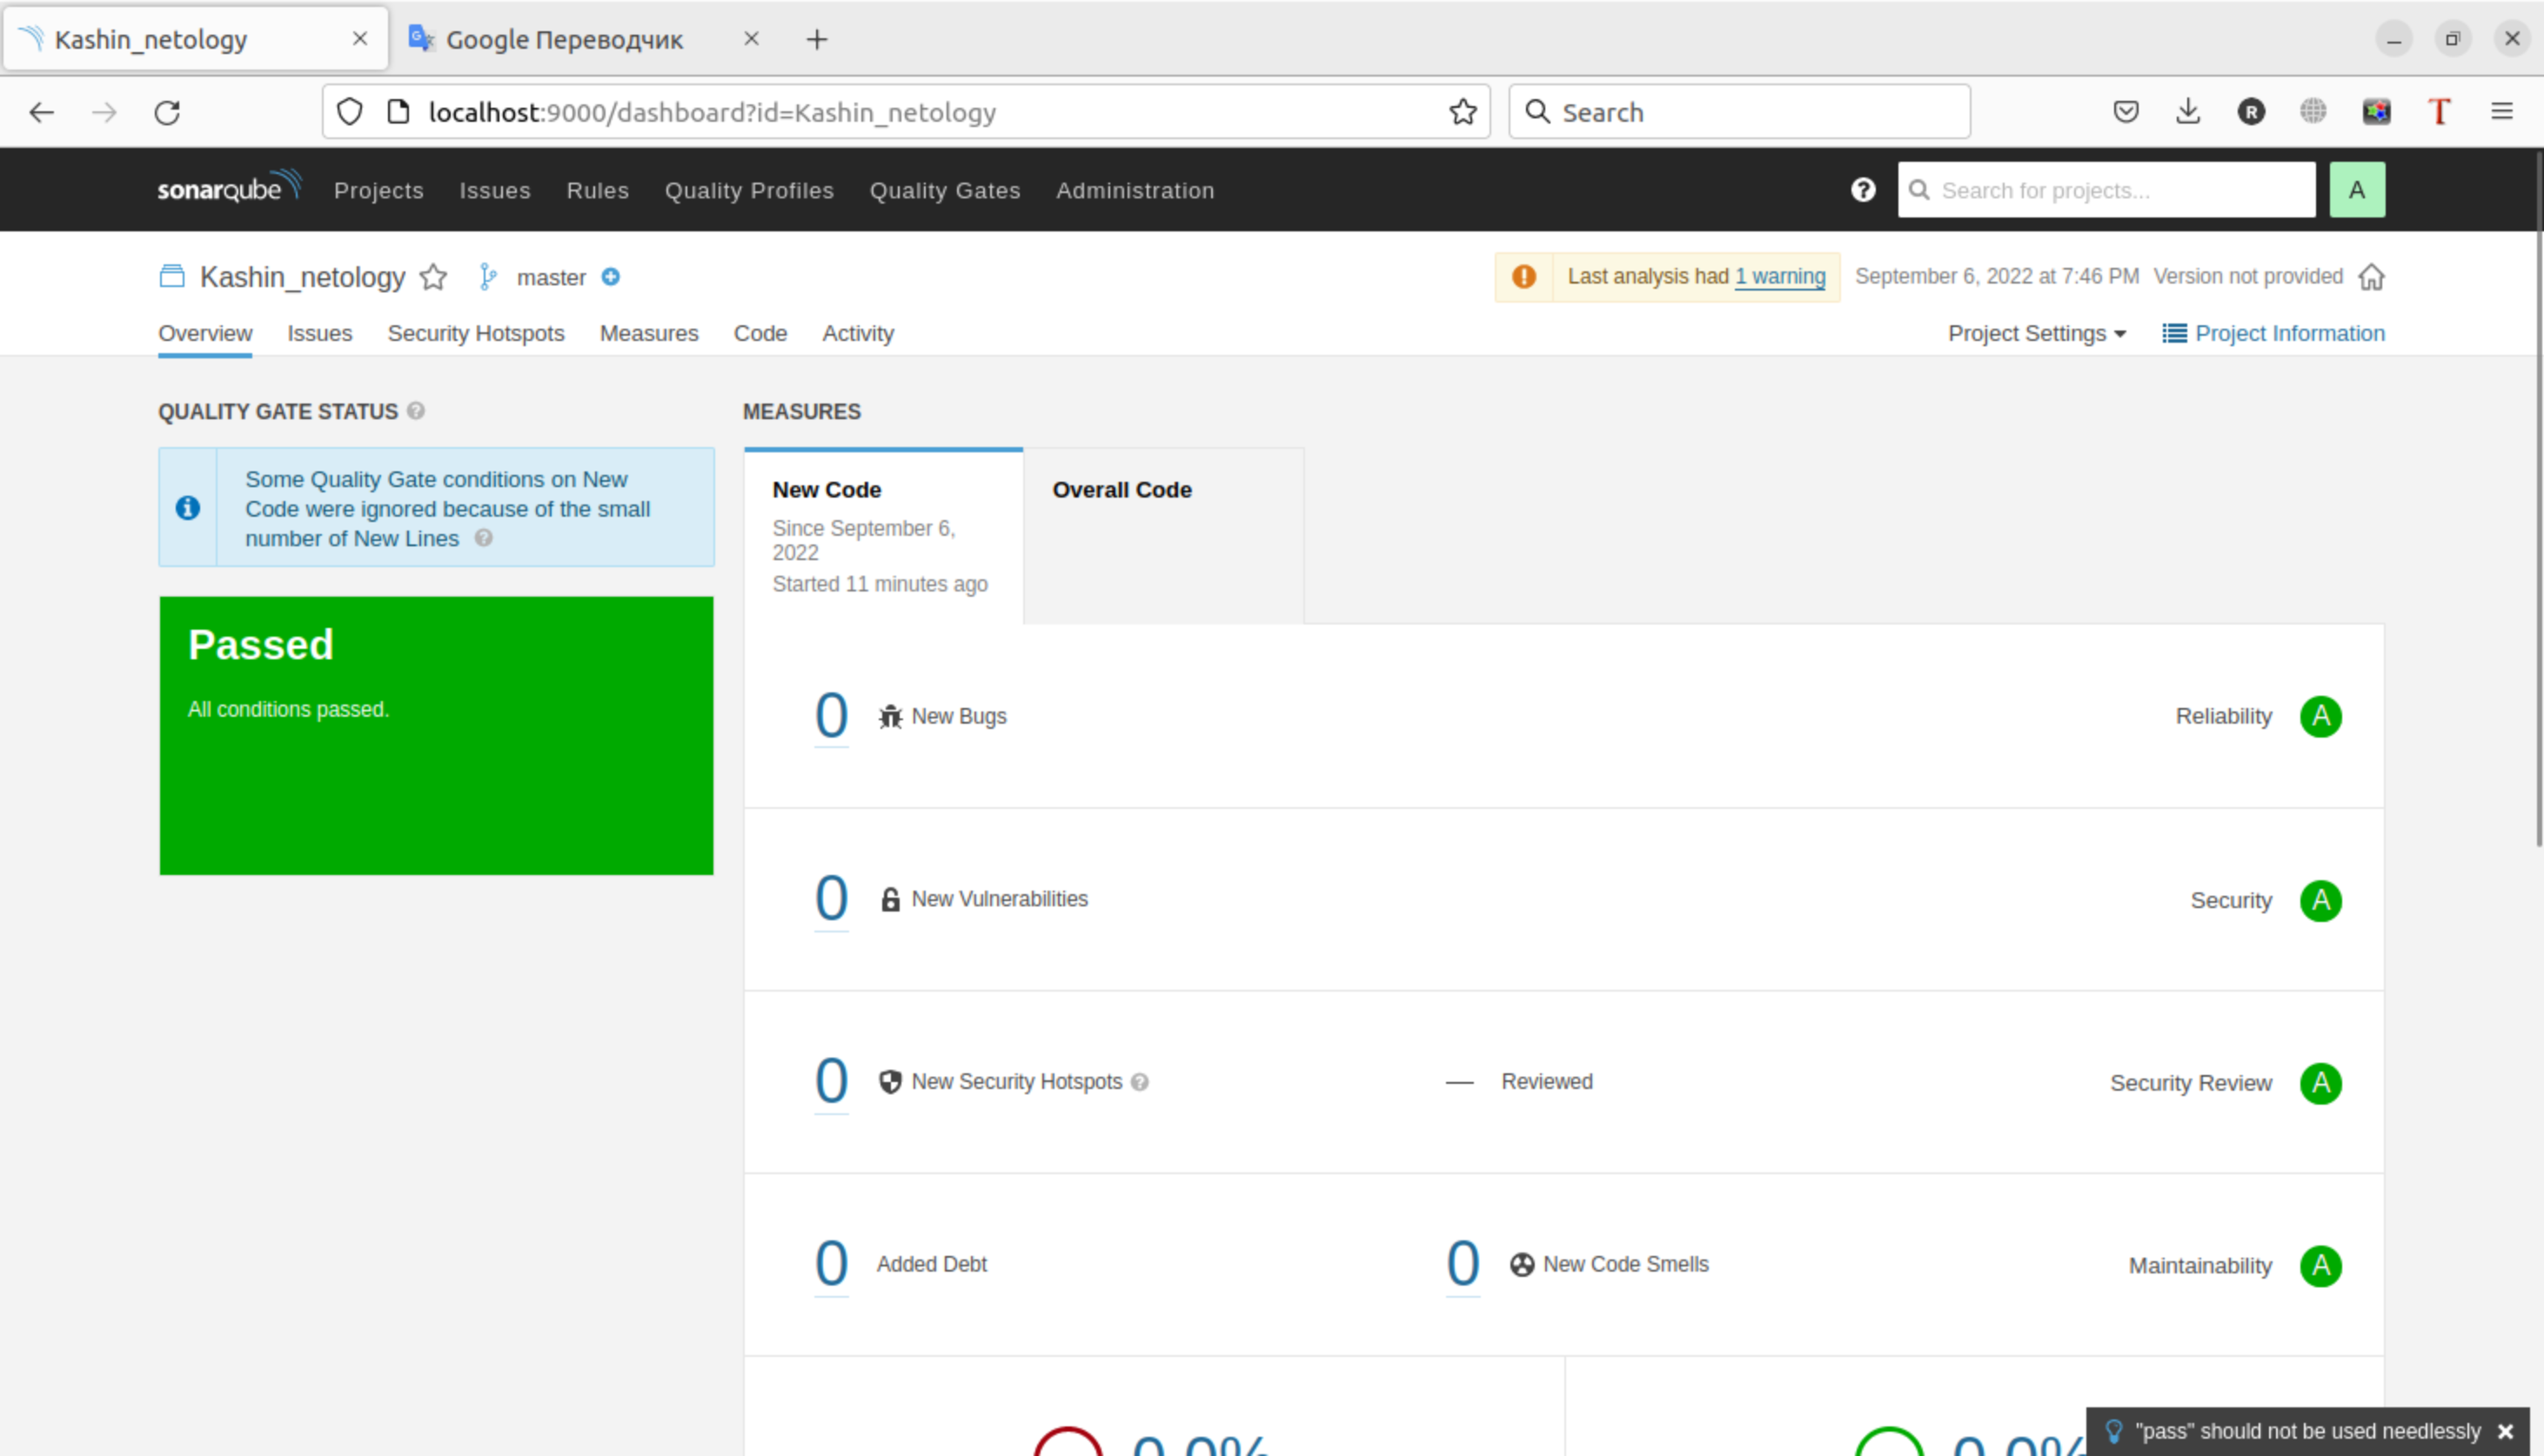 Kashin_netology
Google Переводчик
localhost:9000/dashboard?id=Kashin_netology
Search
sonarqube Projects Issues Rules Quality Profiles Quality Gates Administration
Search for projects...
A
Kashin_netology master
Last analysis had 1 warning September 6, 2022 at 7:46 PM Version not provided
Overview Issues Security Hotspots Measures Code Activity
Project Settings Project Information
QUALITY GATE STATUS
Some Quality Gate conditions on New
Code were ignored because of the small
number of New Lines
Passed
All conditions passed.
MEASURES
New Code
Since September 6,
2022
Started 11 minutes ago
Overall Code
0 New Bugs Reliability A
0 New Vulnerabilities Security A
0 New Security Hotspots — Reviewed Security Review A
0 Added Debt 0 New Code Smells Maintainability A
0.0% 0.0%
"pass" should not be used needlessly